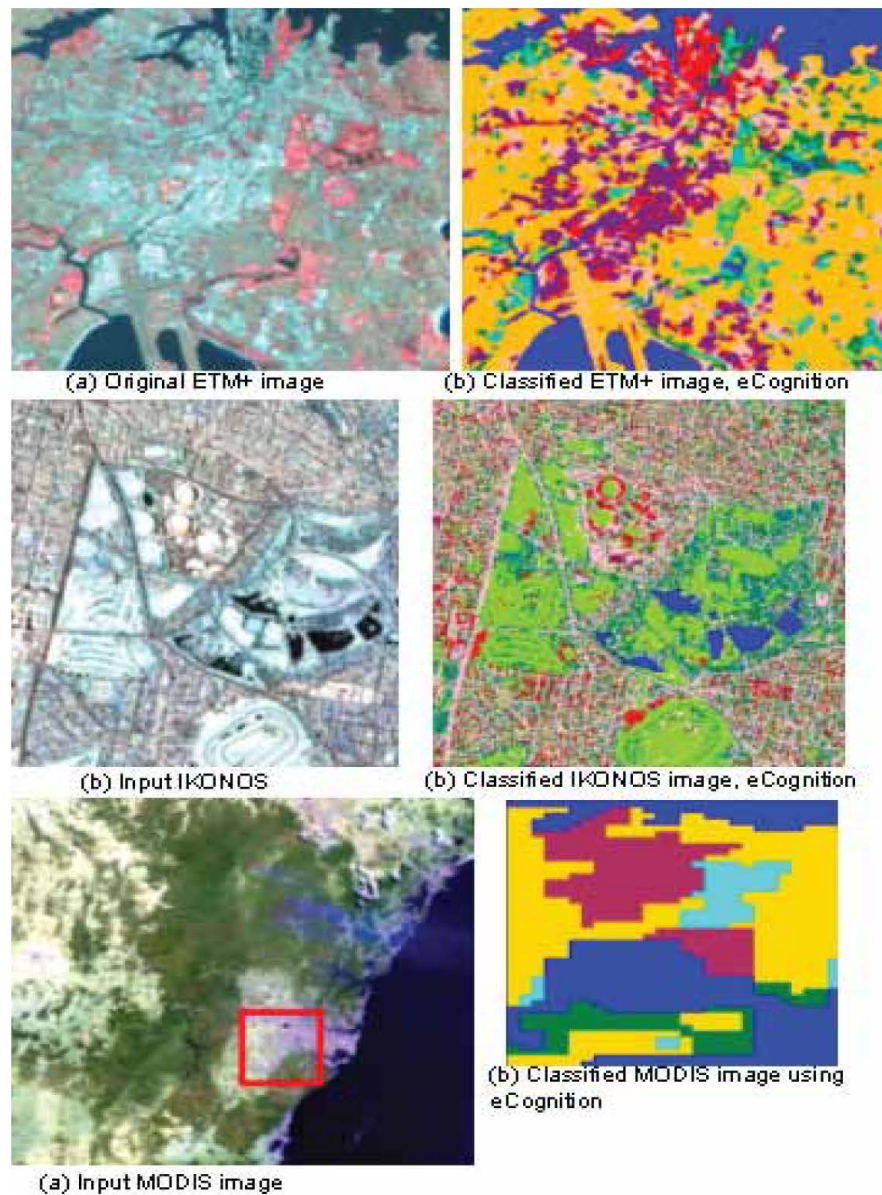 (a) Original ETM+ image
(b) Classified ETM+ image, eCognition
(b) Input IKONOS
(b) Classified IKONOS image, eCognition
(b) Classified MODIS image using
eCognition
(a) Input MODIS image